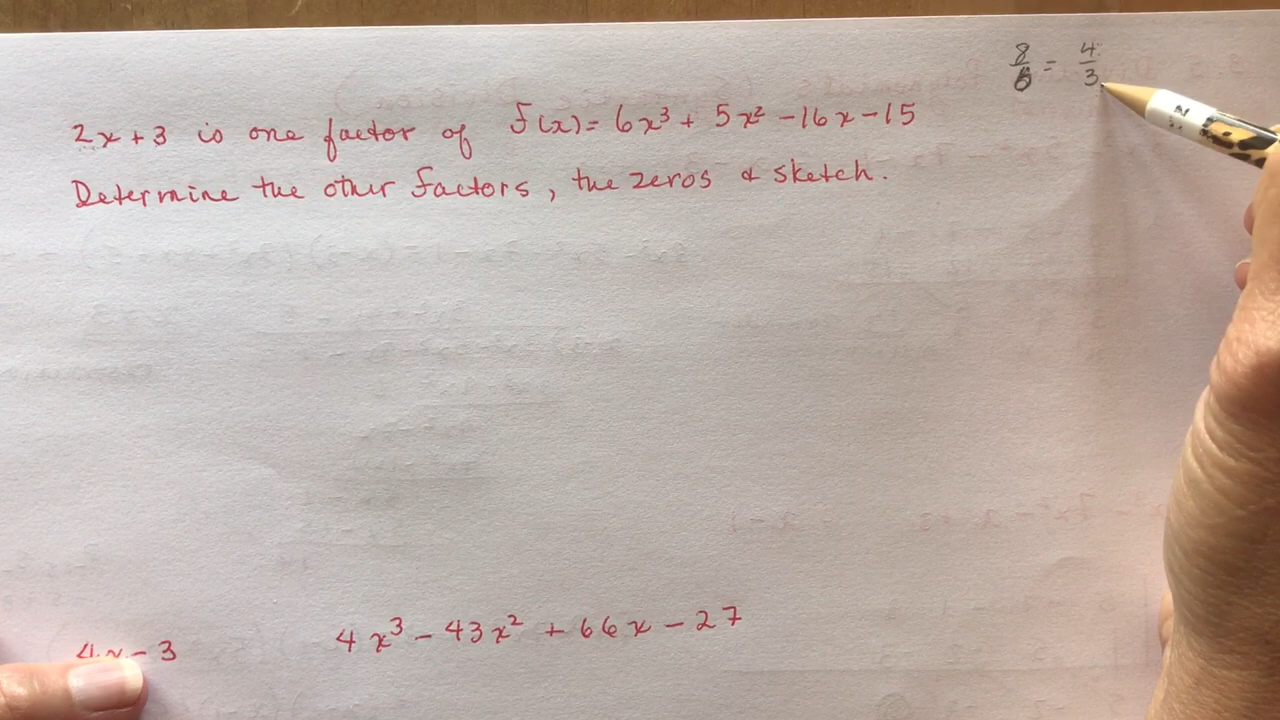 8/6 = 4/3
2x + 3 is one factor of f(x) = 6x³ + 5x² - 16x - 15
Determine the other factors, the zeros & sketch.
4x - 3 4x³ - 43x² + 66x - 27